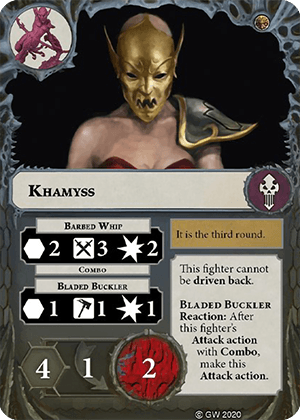 KHAMYSS
BARBED WHIP
2 3 2
COMBO
BLADED BUCKLER
1 1 1
It is the third round.
This fighter cannot
be driven back.
BLADED BUCKLER
Reaction: After
this fighter's
Attack action
with Combo,
make this
Attack action.
4 1 2
© GW 2020